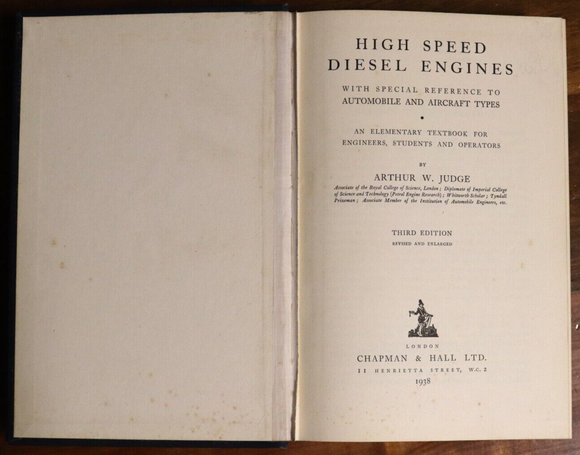 HIGH SPEED
DIESEL ENGINES
WITH SPECIAL REFERENCE TO
AUTOMOBILE AND AIRCRAFT TYPES
AN ELEMENTARY TEXTBOOK FOR
ENGINEERS, STUDENTS AND OPERATORS
BY
ARTHUR W. JUDGE
Associate of the Royal College of Science, London; Diplomate of Imperial College
of Science and Technology (Petrol Engine Research); Whitworth Scholar; Tyndall
Prizeman; Associate Member of the Institution of Automobile Engineers, etc.
THIRD EDITION
REVISED AND ENLARGED
LONDON
CHAPMAN & HALL LTD.
11 HENRIETTA STREET, W.C. 2
1938